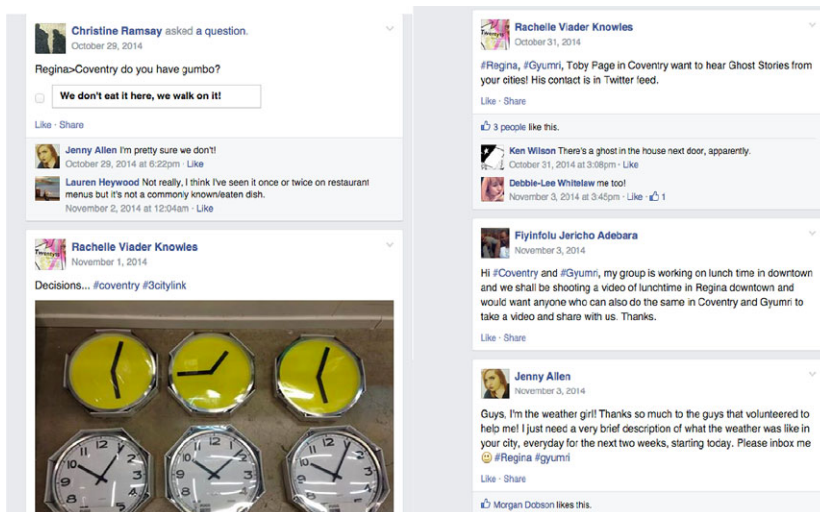 Christine Ramsay asked a question.
October 29, 2014
Regina>Coventry do you have gumbo?
We don't eat it here, we walk on it!
Like · Share
Jenny Allen I'm pretty sure we don't!
October 29, 2014 at 6:22pm · Like
Lauren Heywood Not really, I think I've seen it once or twice on restaurant
menus but it's not a commonly known/eaten dish.
November 2, 2014 at 12:04am · Like
Rachelle Viader Knowles
November 1, 2014
Decisions... #coventry #3citylink
Rachelle Viader Knowles
October 31, 2014
#Regina, #Gyumri, Toby Page in Coventry want to hear Ghost Stories from
your cities! His contact is in Twitter feed.
Like · Share
3 people like this.
Ken Wilson There's a ghost in the house next door, apparently.
October 31, 2014 at 3:08pm · Like
Debbie-Lee Whitelaw me too!
November 3, 2014 at 3:45pm · Like · 1
Fiyinfolu Jericho Adebara
November 3, 2014
Hi #Coventry and #Gyumri, my group is working on lunch time in downtown
and we shall be shooting a video of lunchtime in Regina downtown and
would want anyone who can also do the same in Coventry and Gyumri to
take a video and share with us. Thanks.
Like · Share
Jenny Allen
November 3, 2014
Guys, I'm the weather girl! Thanks so much to the guys that volunteered to
help me! I just need a very brief description of what the weather was like in
your city, everyday for the next two weeks, starting today. Please inbox me
#Regina #gyumri
Like · Share
Morgan Dobson likes this.